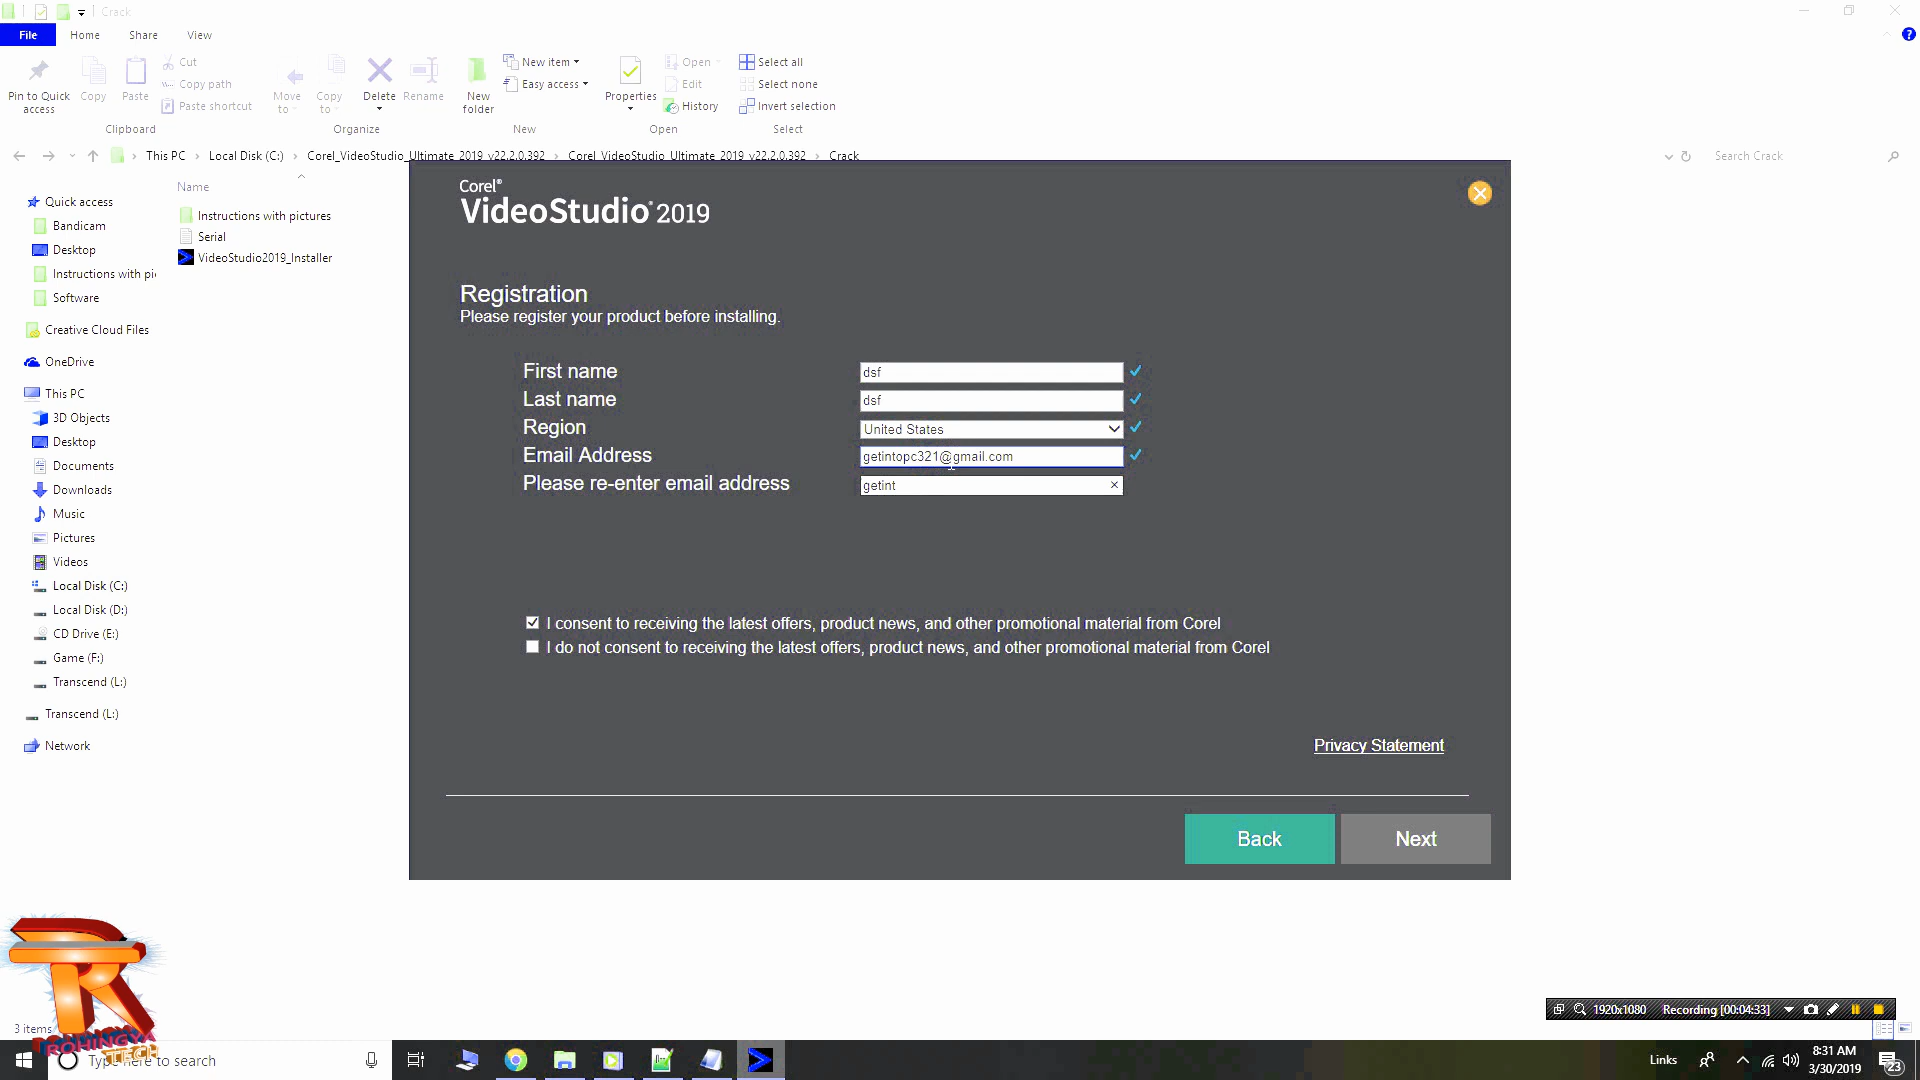 Crack
File Home Share View
Pin to Quick access
Copy
Paste
Cut
Copy path
Paste shortcut
Clipboard
Move to
Copy to
Delete
Rename
Organize
New folder
New item
Easy access
New
Properties
Open
Edit
History
Open
Select all
Select none
Invert selection
Select
This PC Local Disk (C:) Corel_VideoStudio_Ultimate_2019_v22.2.0.392 Corel_VideoStudio_Ultimate_2019_v22.2.0.392 Crack
Search Crack
Name
Instructions with pictures
Serial
VideoStudio2019_Installer
Quick access
Bandicam
Desktop
Instructions with pi
Software
Creative Cloud Files
OneDrive
This PC
3D Objects
Desktop
Documents
Downloads
Music
Pictures
Videos
Local Disk (C:)
Local Disk (D:)
CD Drive (E:)
Game (F:)
Transcend (L:)
Transcend (L:)
Network
3 items
Corel®
VideoStudio® 2019
Registration
Please register your product before installing.
First name dsf
Last name dsf
Region United States
Email Address getintopc321@gmail.com
Please re-enter email address getint
I consent to receiving the latest offers, product news, and other promotional material from Corel
I do not consent to receiving the latest offers, product news, and other promotional material from Corel
Privacy Statement
Back Next
TR
ROHINGYA
TECH
1920x1080 Recording [00:04:33]
Type here to search
Links
8:31 AM
3/30/2019
23